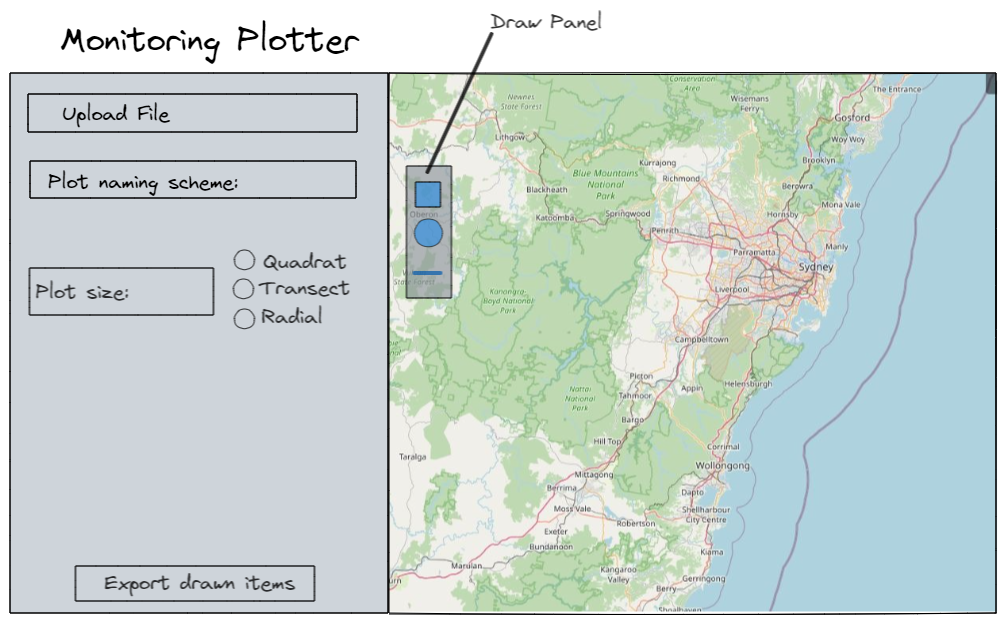 Draw Panel
Monitoring Plotter
Upload File
Plot naming scheme:
Plot size:
Quadrat
Transect
Radial
Export drawn items
Conservation
Area)
The Entrance
Newnes
State Forest
Wisemans
Ferry
Gosford
Lithgow
Woy Woy
Kurrajong
Brooklyn
Richmond
Blue Mountains
National
Park
Berowra
Blackheath
Mona Vale
Oberon
Katoomba
Springwood
Hornsby
Penrith
Manly
Parramatta
Sydney
State Forest
Liverpool
Kanangra-
Boyd National
Park
Campbelltown
Picton
Helensburgh
Appin
Tahmoor
Nattai
National
Park
Bargo
Hill Top
Corrimal
Taralga
Wollongong
Mittagong
Berrima
Dapto
Moss Vale
Shellharbour
City Centre
Robertson
Exeter
Bundanoon
Kiama
Marulan
Kangaroo
Valley
Gerringong
urn
Berry
Shoalhaven